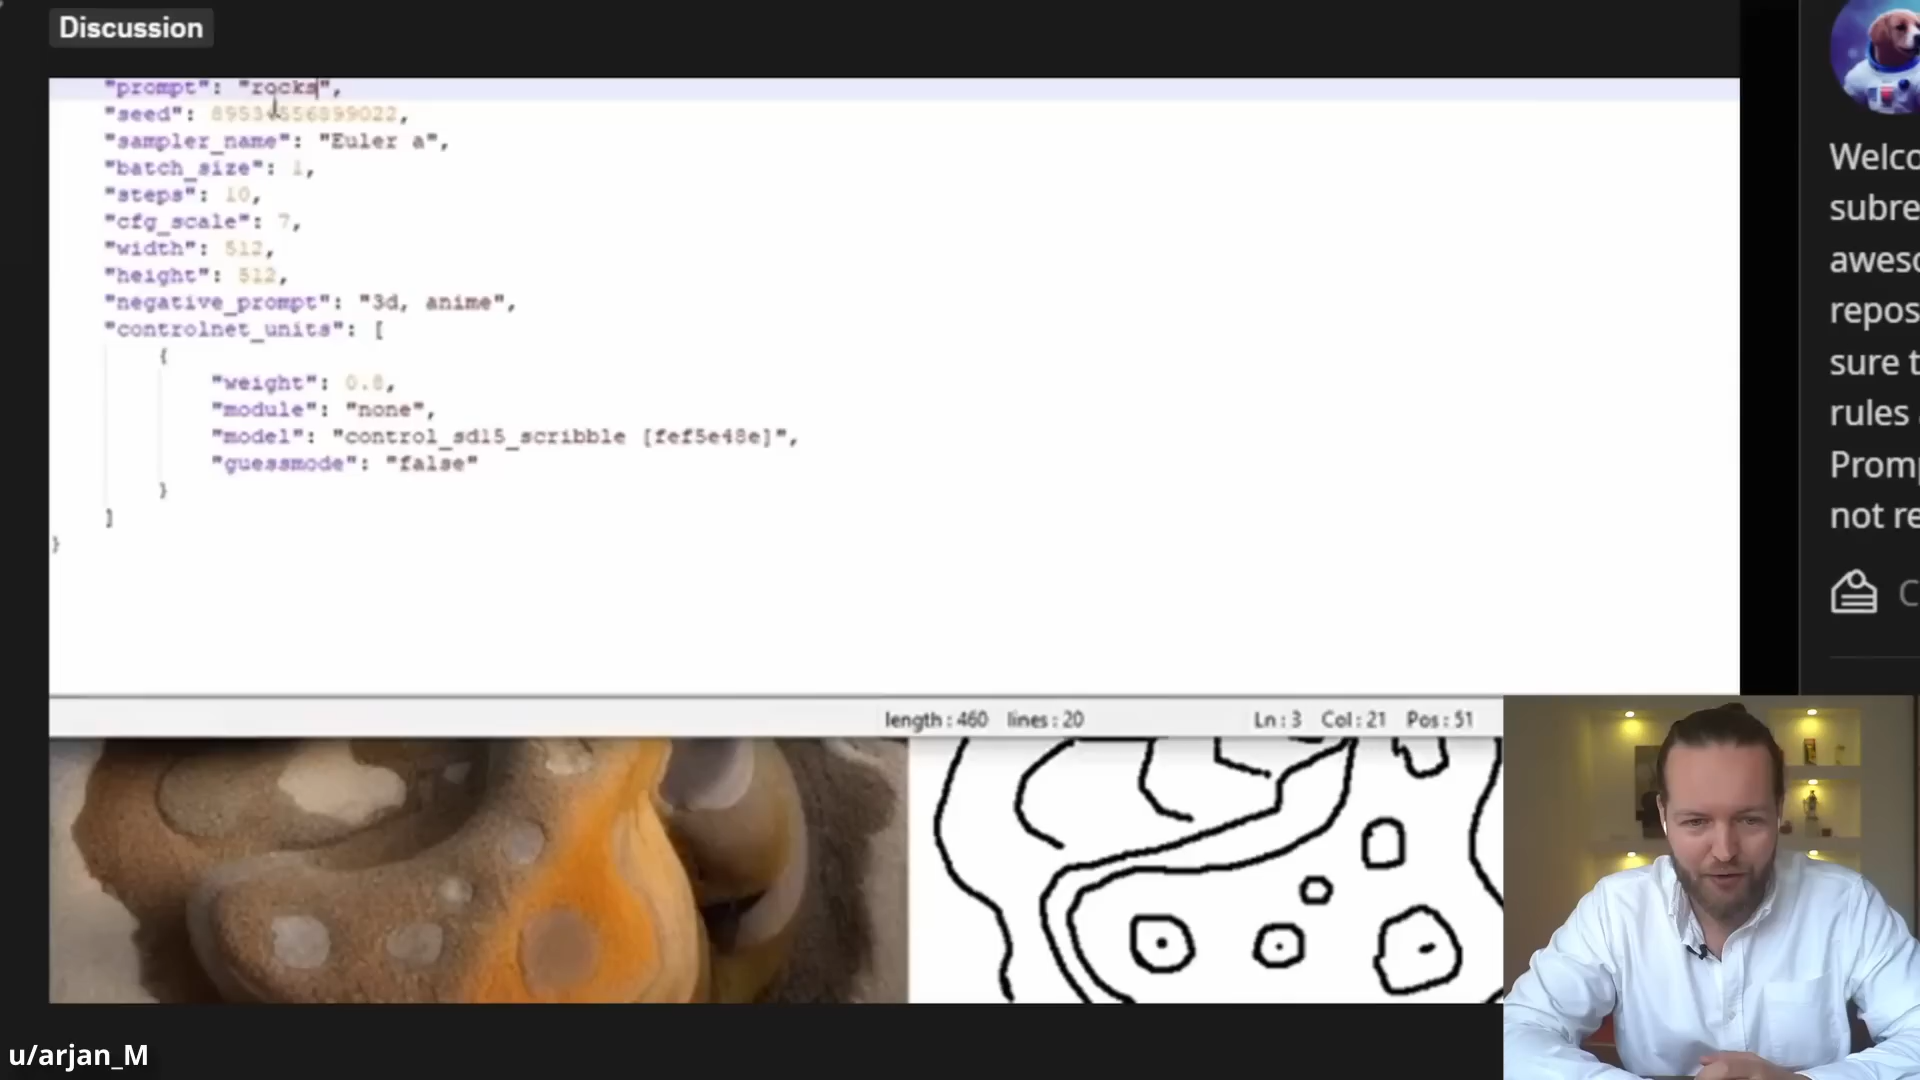 Discussion
"prompt": "rocks",
"seed": 89534556899022,
"sampler_name": "Euler a",
"batch_size": 1,
"steps": 10,
"cfg_scale": 7,
"width": 512,
"height": 512,
"negative_prompt": "3d, anime",
"controlnet_units": [
{
"weight": 0.8,
"module": "none",
"model": "control_sd15_scribble [fef5e48e]",
"guessmode": "false"
}
]
}
length : 460 lines : 20 Ln : 3 Col : 21 Pos : 51
Welco
subre
aweso
repos
sure t
rules
Promp
not re
C
u/arjan_M